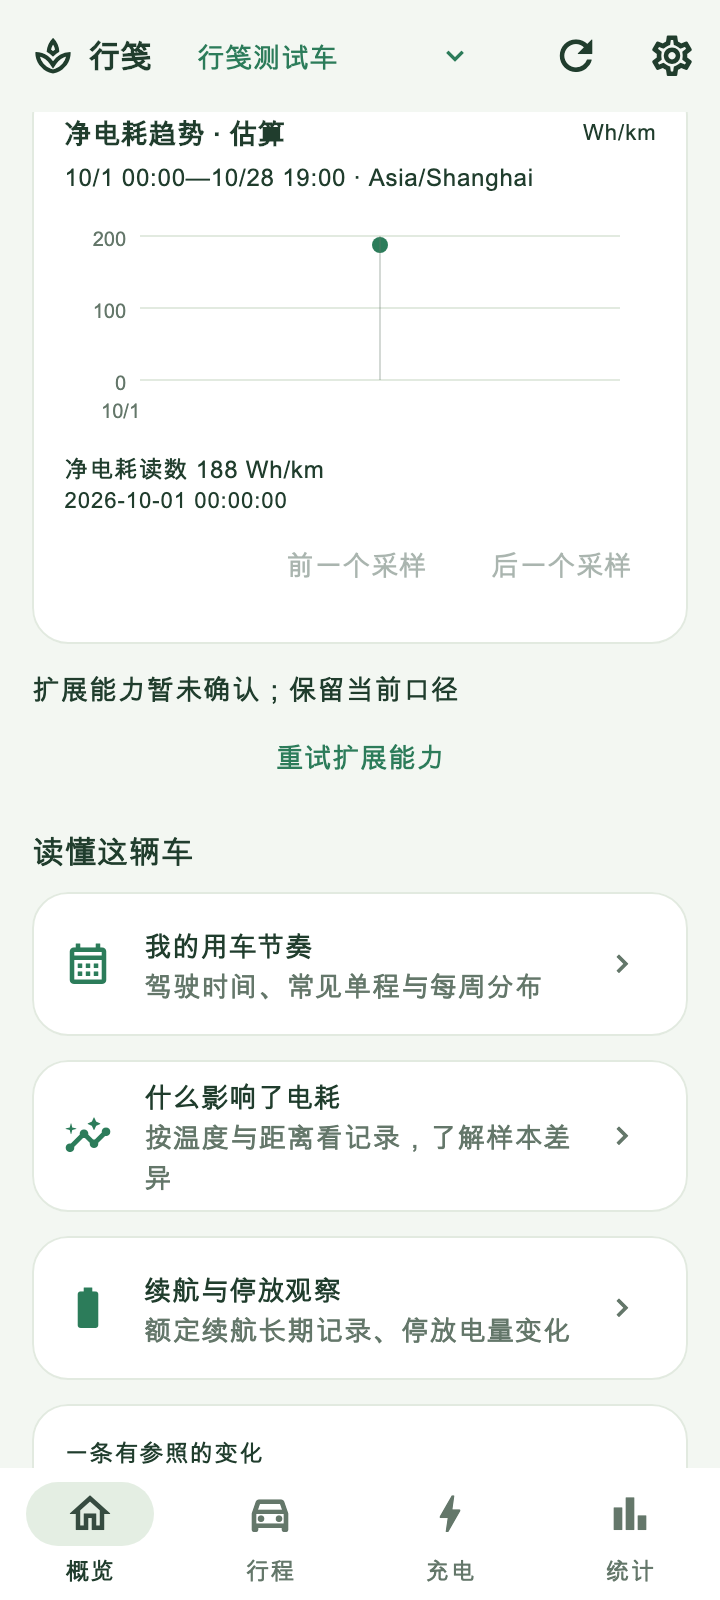 行笺
行笺测试车
净电耗趋势 · 估算
Wh/km
10/1 00:00—10/28 19:00 · Asia/Shanghai
200
100
0
10/1
净电耗读数 188 Wh/km
2026-10-01 00:00:00
前一个采样
后一个采样
扩展能力暂未确认；保留当前口径
重试扩展能力
读懂这辆车
我的用车节奏
驾驶时间、常见单程与每周分布
什么影响了电耗
按温度与距离看记录，了解样本差
异
续航与停放观察
额定续航长期记录、停放电量变化
一条有参照的变化
概览
行程
充电
统计